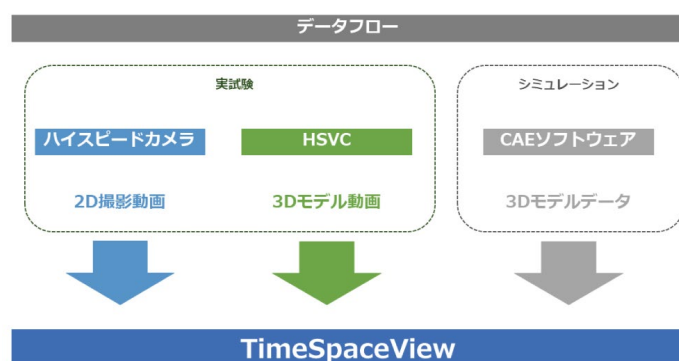 データフロー
実試験
シミュレーション
ハイスピードカメラ
HSVC
CAEソフトウェア
2D撮影動画
3Dモデル動画
3Dモデルデータ
TimeSpaceView